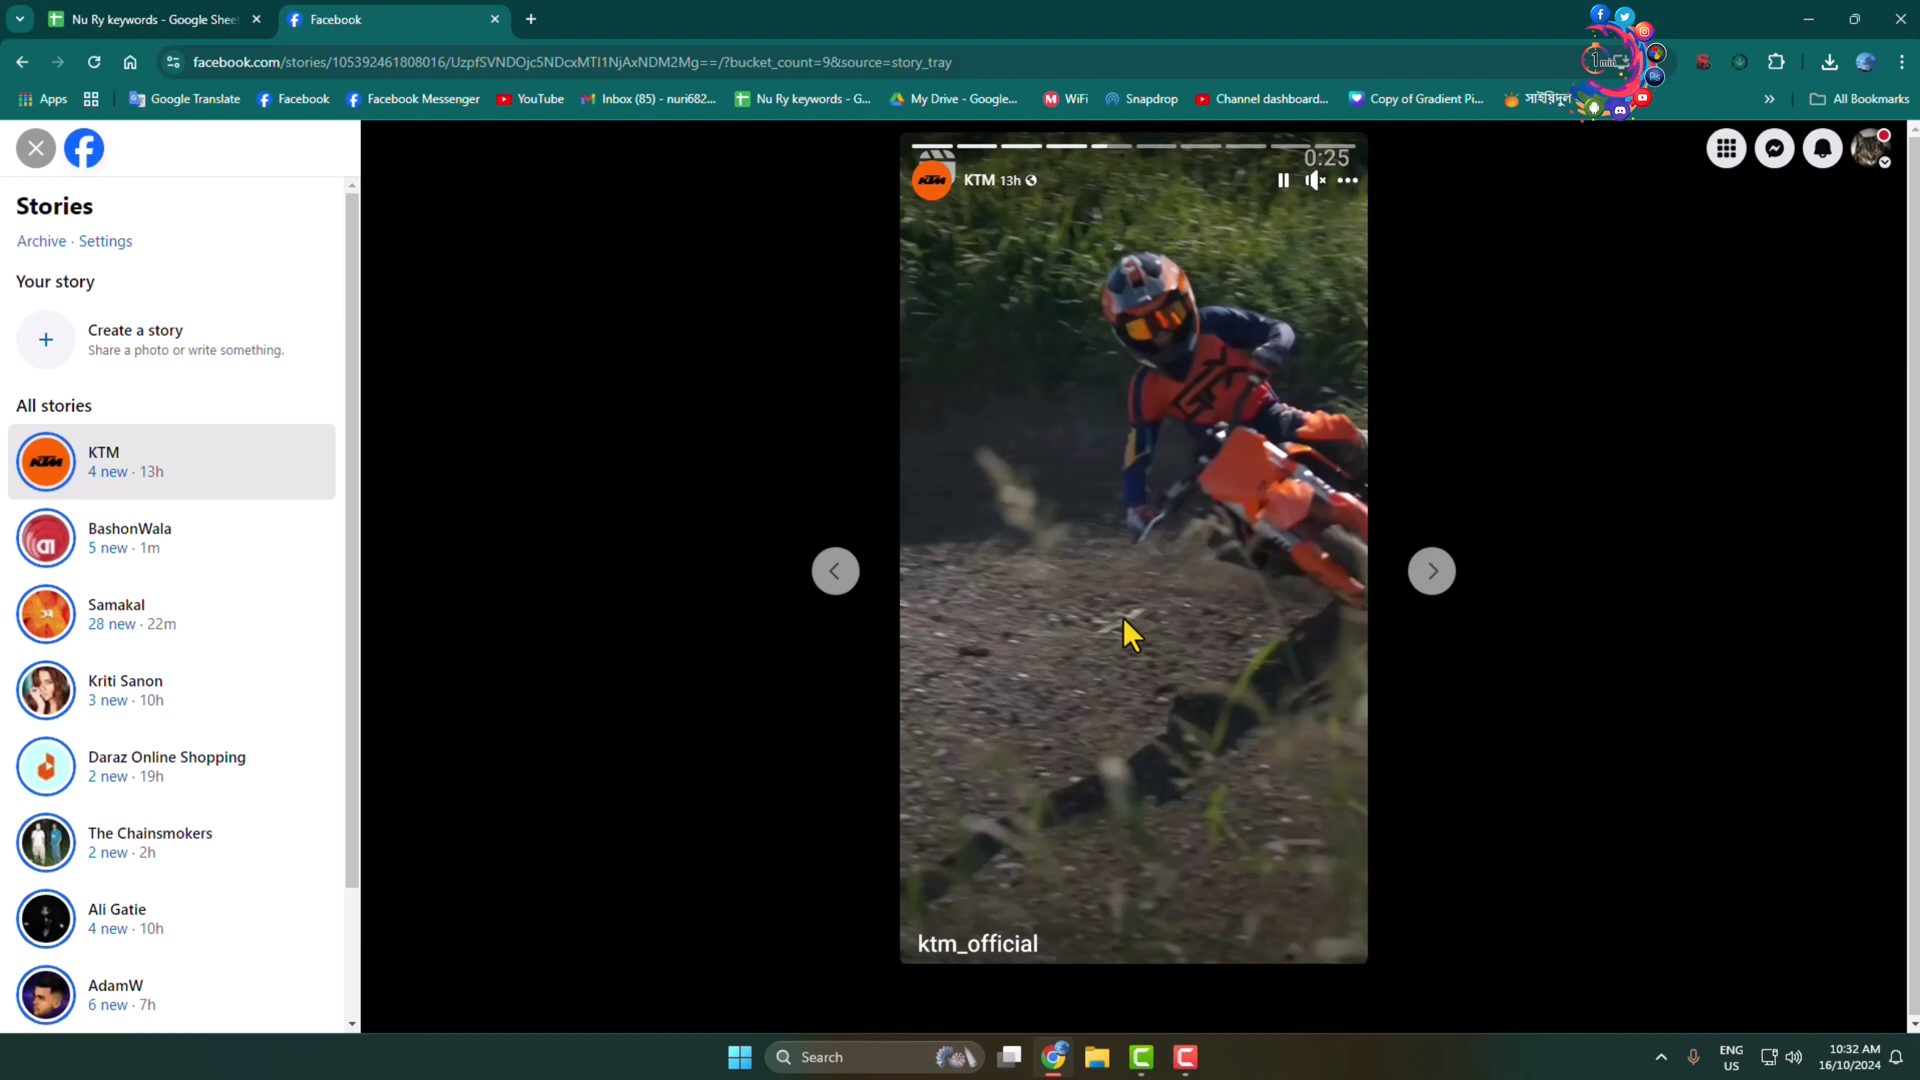 Nu Ry keywords - Google Shee
Facebook
facebook.com/stories/105392461808016/UzpfSVNDOjc5NDcxMTI1NjAxNDM2Mg==/?bucket_count=9&source=story_tray
1min
Apps
Google Translate
Facebook
Facebook Messenger
YouTube
Inbox (85) - nuri682...
Nu Ry keywords - G...
My Drive - Google...
WiFi
Snapdrop
Channel dashboard...
Copy of Gradient Pi...
সাইয়িদুল
All Bookmarks
Stories
Archive · Settings
Your story
Create a story
Share a photo or write something.
All stories
KTM
4 new · 13h
BashonWala
5 new · 1m
Samakal
28 new · 22m
Kriti Sanon
3 new · 10h
Daraz Online Shopping
2 new · 19h
The Chainsmokers
2 new · 2h
Ali Gatie
4 new · 10h
AdamW
6 new · 7h
0:25
KTM 13h
ktm_official
Search
ENG
US
10:32 AM
16/10/2024